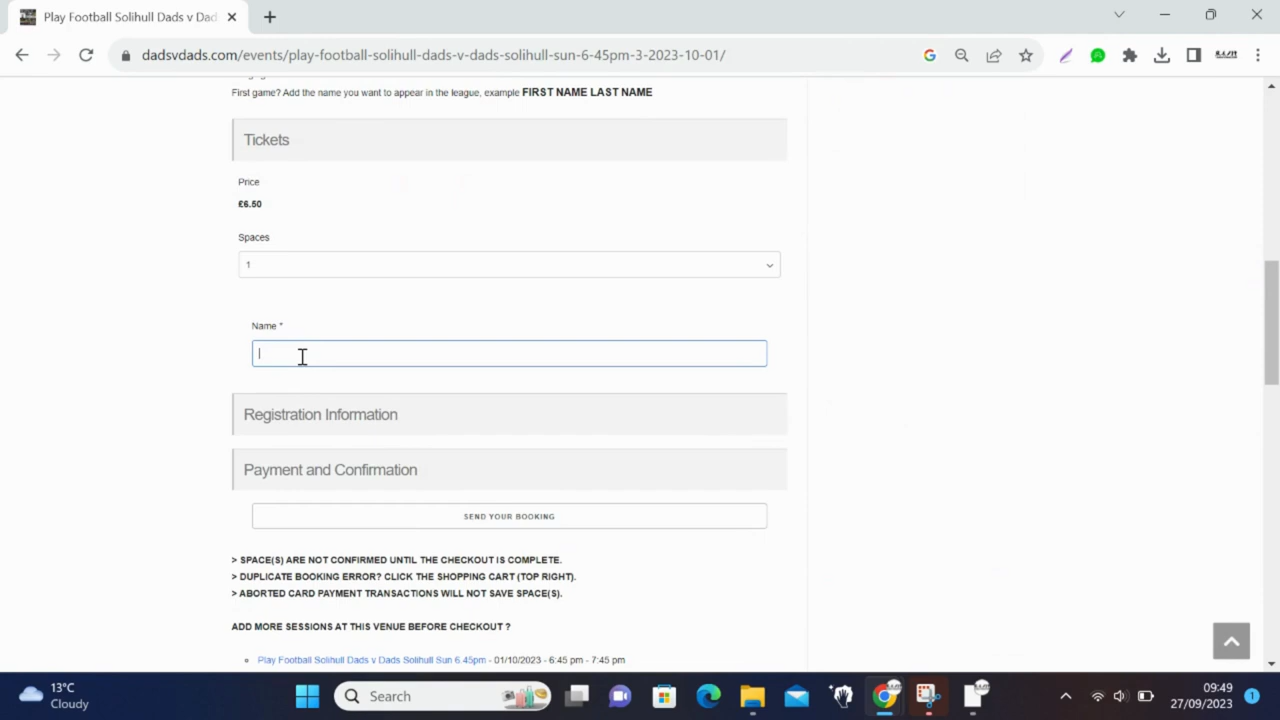 Play Football Solihull Dads v Dad
dadsvdads.com/events/play-football-solihull-dads-v-dads-solihull-sun-6-45pm-3-2023-10-01/
First game? Add the name you want to appear in the league, example FIRST NAME LAST NAME
Tickets
Price
£6.50
Spaces
1
Name *
Registration Information
Payment and Confirmation
SEND YOUR BOOKING
> SPACE(S) ARE NOT CONFIRMED UNTIL THE CHECKOUT IS COMPLETE.
> DUPLICATE BOOKING ERROR? CLICK THE SHOPPING CART (TOP RIGHT).
> ABORTED CARD PAYMENT TRANSACTIONS WILL NOT SAVE SPACE(S).
ADD MORE SESSIONS AT THIS VENUE BEFORE CHECKOUT ?
Play Football Solihull Dads v Dads Solihull Sun 6.45pm - 01/10/2023 - 6:45 pm - 7:45 pm
13°C
Cloudy
Search
09:49
27/09/2023
1